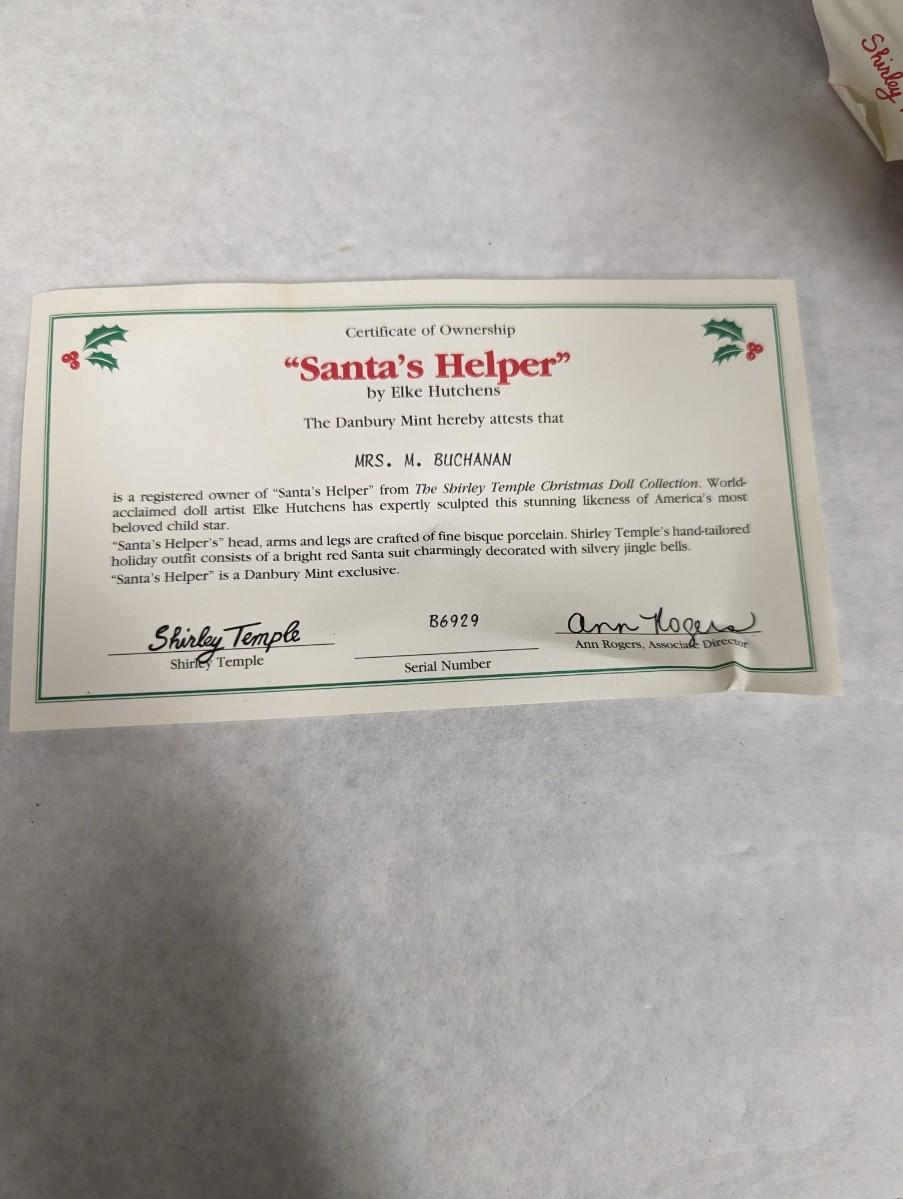 Shirley
Certificate of Ownership
“Santa’s Helper”
by Elke Hutchens
The Danbury Mint hereby attests that
MRS. M. BUCHANAN
is a registered owner of “Santa’s Helper” from The Shirley Temple Christmas Doll Collection. World-
acclaimed doll artist Elke Hutchens has expertly sculpted this stunning likeness of America’s most
beloved child star.
“Santa’s Helper’s” head, arms and legs are crafted of fine bisque porcelain. Shirley Temple’s hand-tailored
holiday outfit consists of a bright red Santa suit charmingly decorated with silvery jingle bells.
“Santa’s Helper” is a Danbury Mint exclusive.
Shirley Temple
Shirley Temple
B6929
Serial Number
Ann Rogers
Ann Rogers, Associate Director